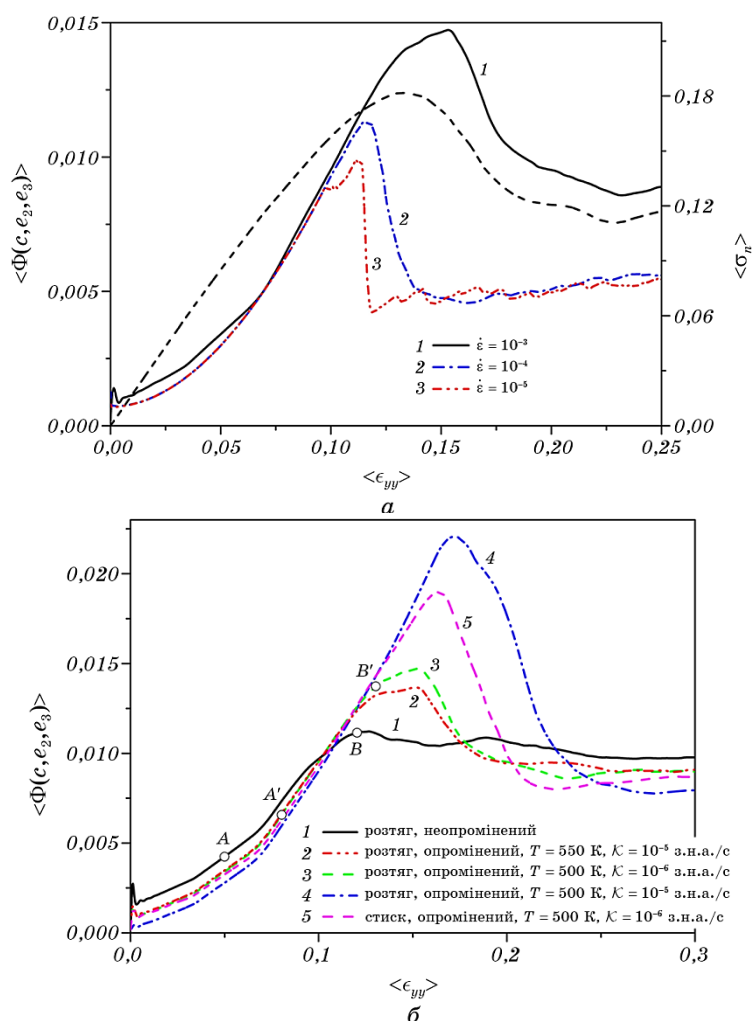 0,015
0,010
0,005
0,000
<Φ(c,e₂,e₃)>
0,18
0,12
0,06
0,00
<σₙ>
1
2
3
1 ε̇ = 10⁻³
2 ε̇ = 10⁻⁴
3 ε̇ = 10⁻⁵
0,00 0,05 0,10 0,15 0,20 0,25
<ϵyy>
а
0,020
0,015
0,010
0,005
0,000
<Φ(c,e₂,e₃)>
4
5
B′ 3
2
1
B
A′
A
1 розтяг, неопромінений
2 розтяг, опромінений, T = 550 К, 𝒦 = 10⁻⁵ з.н.а./с
3 розтяг, опромінений, T = 500 К, 𝒦 = 10⁻⁶ з.н.а./с
4 розтяг, опромінений, T = 500 К, 𝒦 = 10⁻⁵ з.н.а./с
5 стиск, опромінений, T = 500 К, 𝒦 = 10⁻⁶ з.н.а./с
0,0 0,1 0,2 0,3
<ϵyy>
б